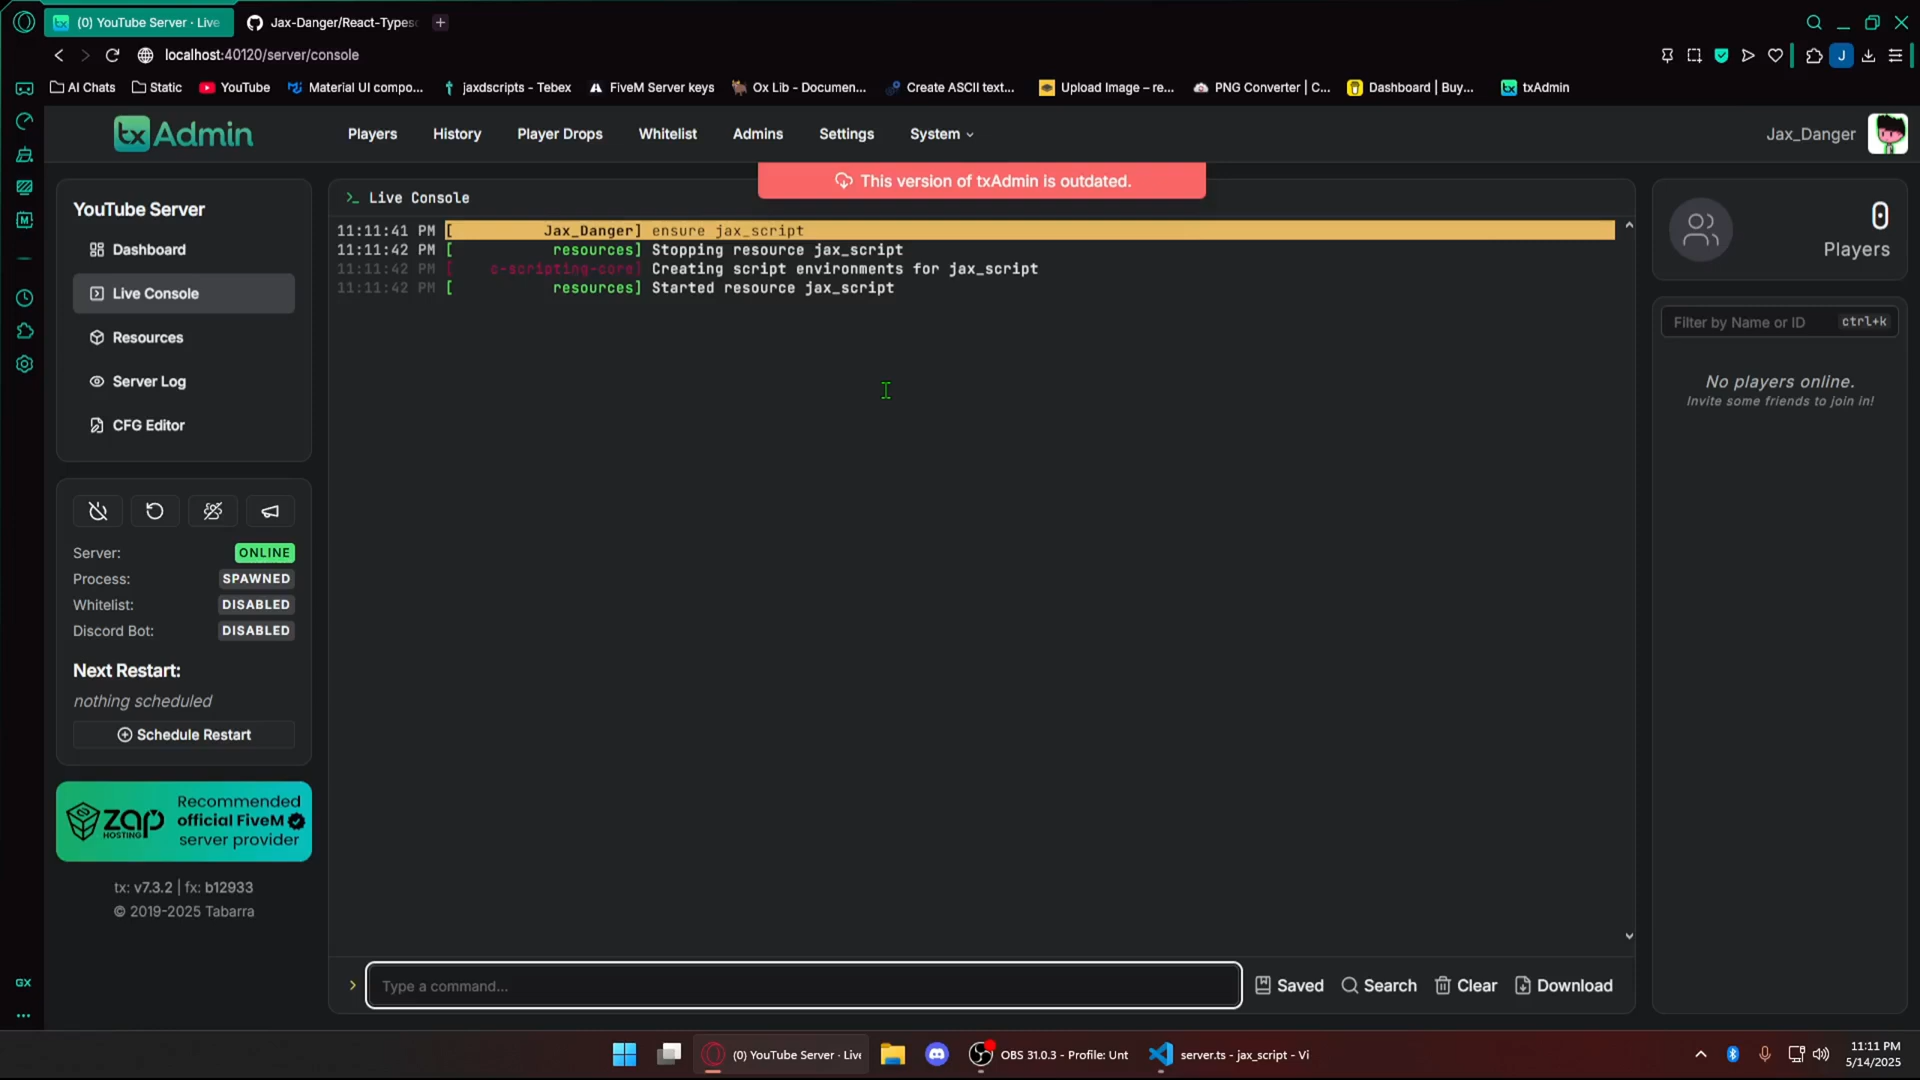 (0) YouTube Server · Live
Jax-Danger/React-Typesc
localhost:40120/server/console
J
AI Chats
Static
YouTube
Material UI compo...
jaxdscripts - Tebex
FiveM Server keys
Ox Lib - Documen...
Create ASCII text...
Upload Image – re...
PNG Converter | C...
Dashboard | Buy...
txAdmin
tx Admin
Players
History
Player Drops
Whitelist
Admins
Settings
System
Jax_Danger
This version of txAdmin is outdated.
YouTube Server
Dashboard
Live Console
Resources
Server Log
CFG Editor
Server: ONLINE
Process: SPAWNED
Whitelist: DISABLED
Discord Bot: DISABLED
Next Restart:
nothing scheduled
Schedule Restart
ZAP HOSTING
Recommended
official FiveM
server provider
tx: v7.3.2 | fx: b12933
© 2019-2025 Tabarra
>_ Live Console
11:11:41 PM [ Jax_Danger] ensure jax_script
11:11:42 PM [ resources] Stopping resource jax_script
11:11:42 PM [ c-scripting-core] Creating script environments for jax_script
11:11:42 PM [ resources] Started resource jax_script
> Type a command...
Saved
Search
Clear
Download
0
Players
Filter by Name or ID ctrl+k
No players online.
Invite some friends to join in!
GX
(0) YouTube Server · Live
OBS 31.0.3 - Profile: Unt
server.ts - jax_script - Vi
11:11 PM
5/14/2025